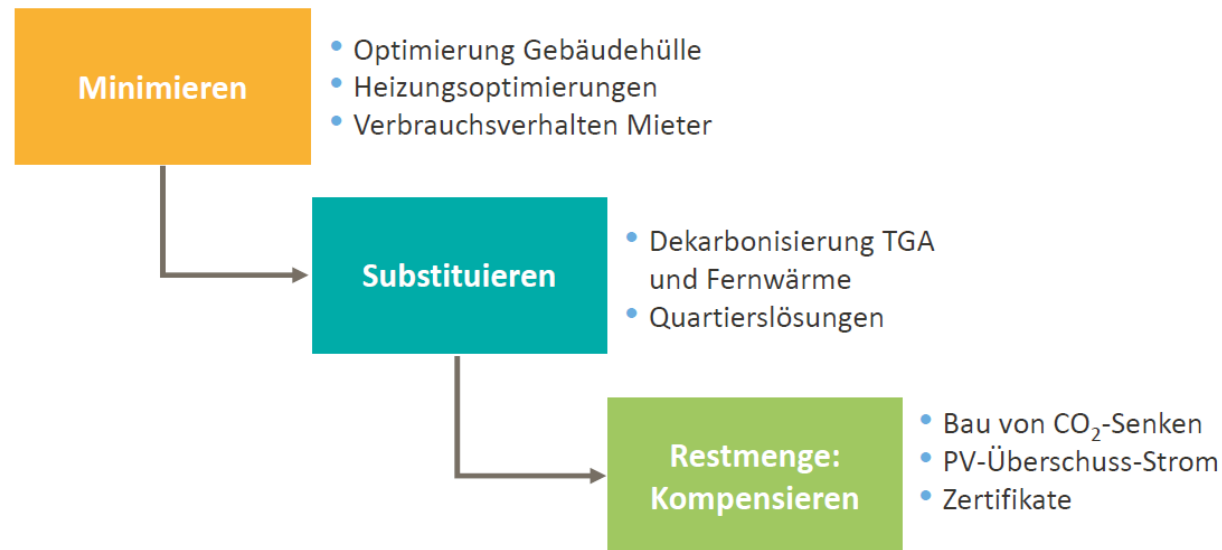 Minimieren
• Optimierung Gebäudehülle
• Heizungsoptimierungen
• Verbrauchsverhalten Mieter
Substituieren
• Dekarbonisierung TGA
und Fernwärme
• Quartierslösungen
Restmenge:
Kompensieren
• Bau von CO₂-Senken
• PV-Überschuss-Strom
• Zertifikate